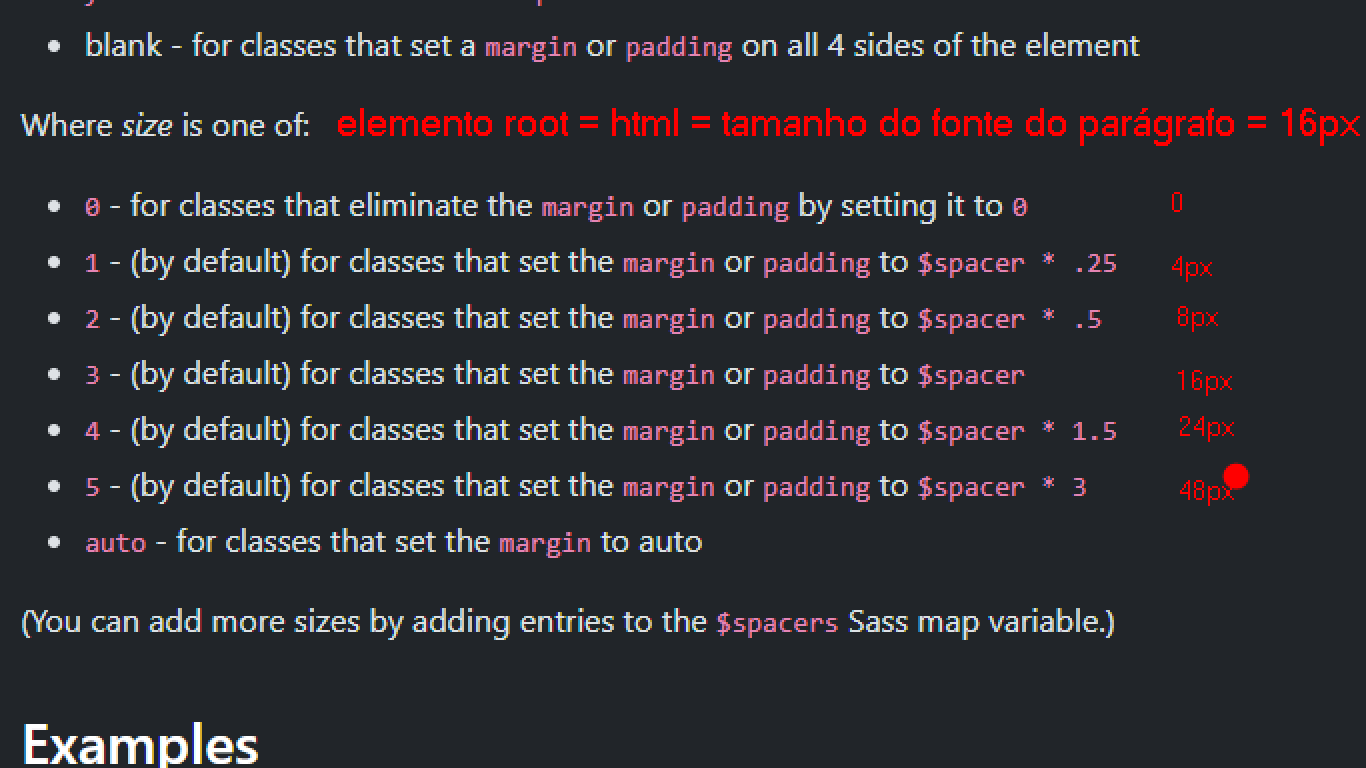 blank - for classes that set a margin or padding on all 4 sides of the element
Where size is one of: elemento root = html = tamanho do fonte do parágrafo = 16px
0 - for classes that eliminate the margin or padding by setting it to 0 0
1 - (by default) for classes that set the margin or padding to $spacer * .25 4px
2 - (by default) for classes that set the margin or padding to $spacer * .5 8px
3 - (by default) for classes that set the margin or padding to $spacer 16px
4 - (by default) for classes that set the margin or padding to $spacer * 1.5 24px
5 - (by default) for classes that set the margin or padding to $spacer * 3 48px
auto - for classes that set the margin to auto
(You can add more sizes by adding entries to the $spacers Sass map variable.)
Examples